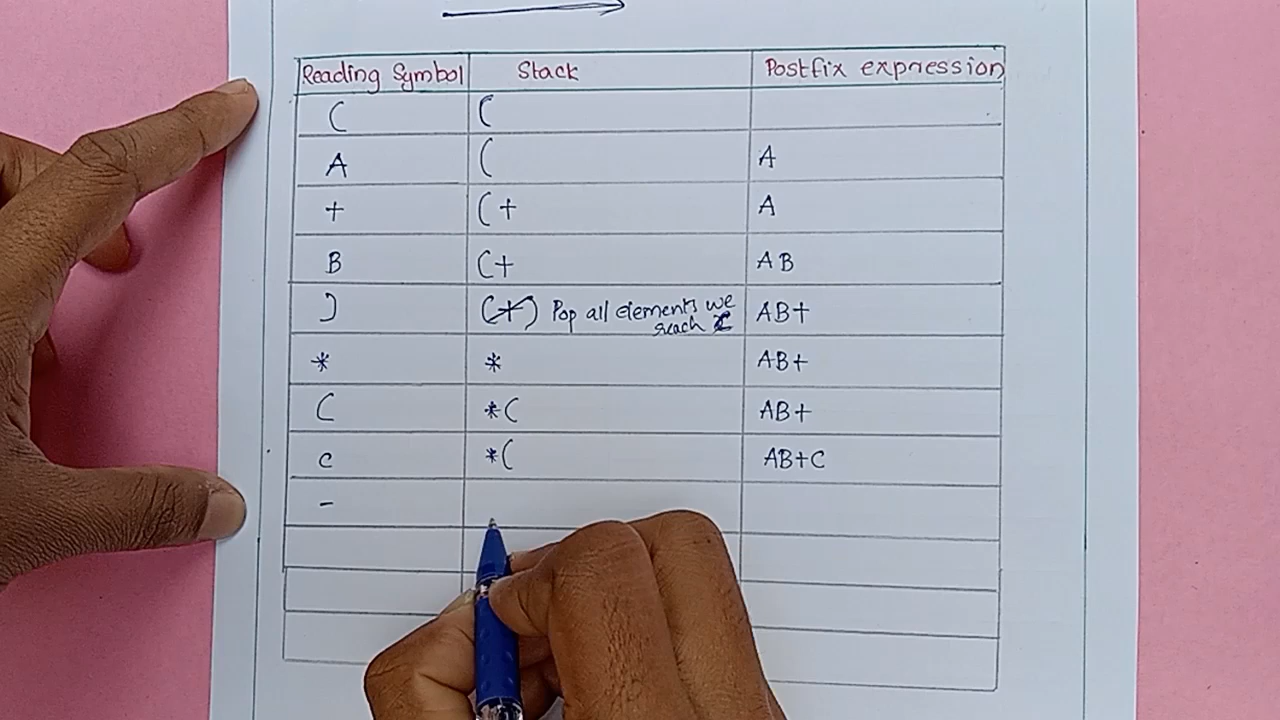 Reading Symbol Stack Postfix expression
( (
A ( A
+ (+ A
B (+ AB
) (+) Pop all elements we reach ( AB+
* * AB+
( *( AB+
c *( AB+C
-